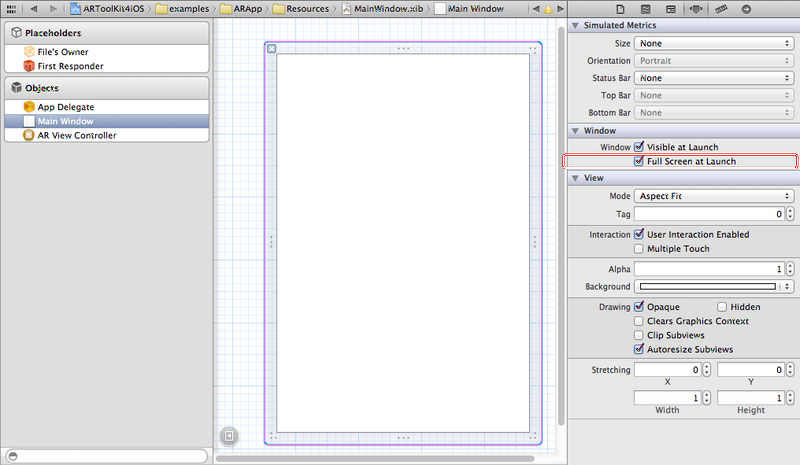 ARToolKit4iOS examples ARApp Resources MainWindow.xib Main Window
Placeholders
File's Owner
First Responder
Objects
App Delegate
Main Window
AR View Controller
Simulated Metrics
Size None
Orientation Portrait
Status Bar None
Top Bar None
Bottom Bar None
Window
Window Visible at Launch
Full Screen at Launch
View
Mode Aspect Fit
Tag 0
Interaction User Interaction Enabled
Multiple Touch
Alpha 1
Background
Drawing Opaque Hidden
Clears Graphics Context
Clip Subviews
Autoresize Subviews
Stretching 0 0
X Y
1 1
Width Height